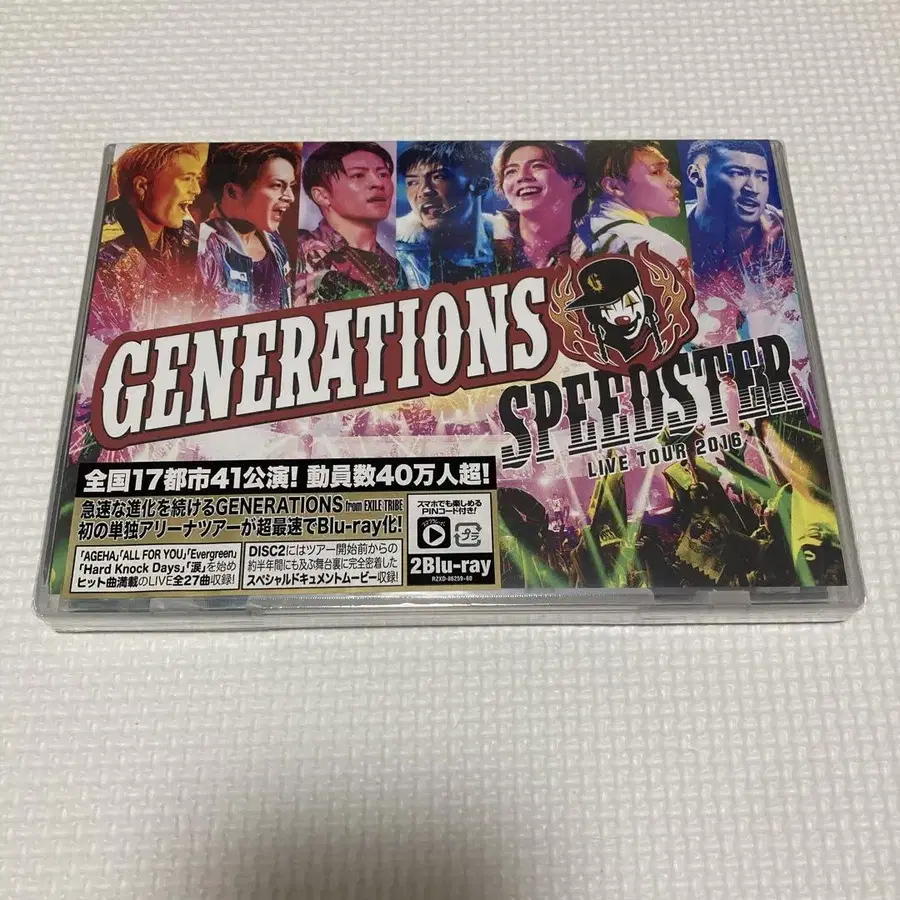 GENERATIONS
G
SPEEDSTER
LIVE TOUR 2016
全国17都市41公演! 動員数40万人超!
急速な進化を続けるGENERATIONS from EXILE TRIBE
初の単独アリーナツアーが超最速でBlu-ray化!
「AGEHA」「ALL FOR YOU」「Evergreen」
「Hard Knock Days」「涙」を始め
ヒット曲満載のLIVE全27曲収録!
DISC2にはツアー開始前からの
約半年間にも及ぶ舞台裏に完全密着した
スペシャルドキュメントムービー収録!
スマホでも楽しめる
PINコード付き!
プラ
2Blu-ray
RZXD-86259~60